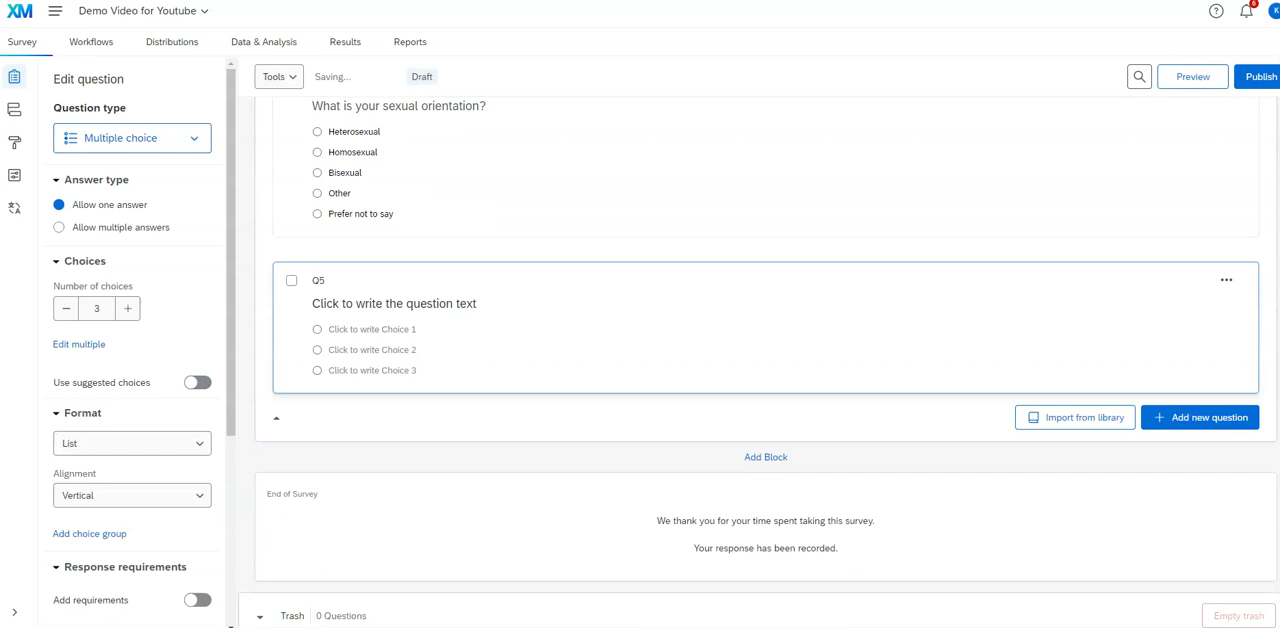 XM Demo Video for Youtube
6
K
Survey Workflows Distributions Data & Analysis Results Reports
Edit question
Question type
Multiple choice
Answer type
Allow one answer
Allow multiple answers
Choices
Number of choices
− 3 +
Edit multiple
Use suggested choices
Format
List
Alignment
Vertical
Add choice group
Response requirements
Add requirements
Tools Saving... Draft Preview Publish
What is your sexual orientation?
Heterosexual
Homosexual
Bisexual
Other
Prefer not to say
Q5
Click to write the question text
Click to write Choice 1
Click to write Choice 2
Click to write Choice 3
Import from library + Add new question
Add Block
End of Survey
We thank you for your time spent taking this survey.
Your response has been recorded.
Trash 0 Questions Empty trash